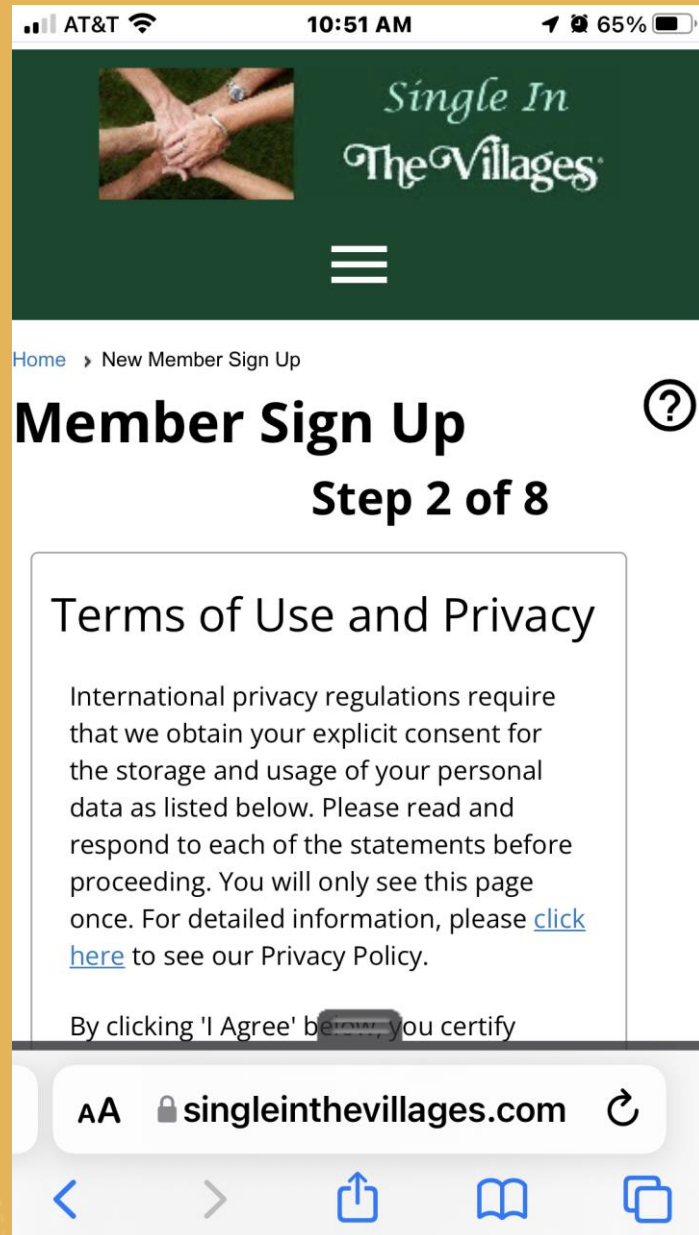 AT&T 10:51 AM 65%
Single In
The Villages
Home › New Member Sign Up
Member Sign Up
?
Step 2 of 8
Terms of Use and Privacy
International privacy regulations require
that we obtain your explicit consent for
the storage and usage of your personal
data as listed below. Please read and
respond to each of the statements before
proceeding. You will only see this page
once. For detailed information, please click
here to see our Privacy Policy.
By clicking 'I Agree' below, you certify
AA singleinthevillages.com